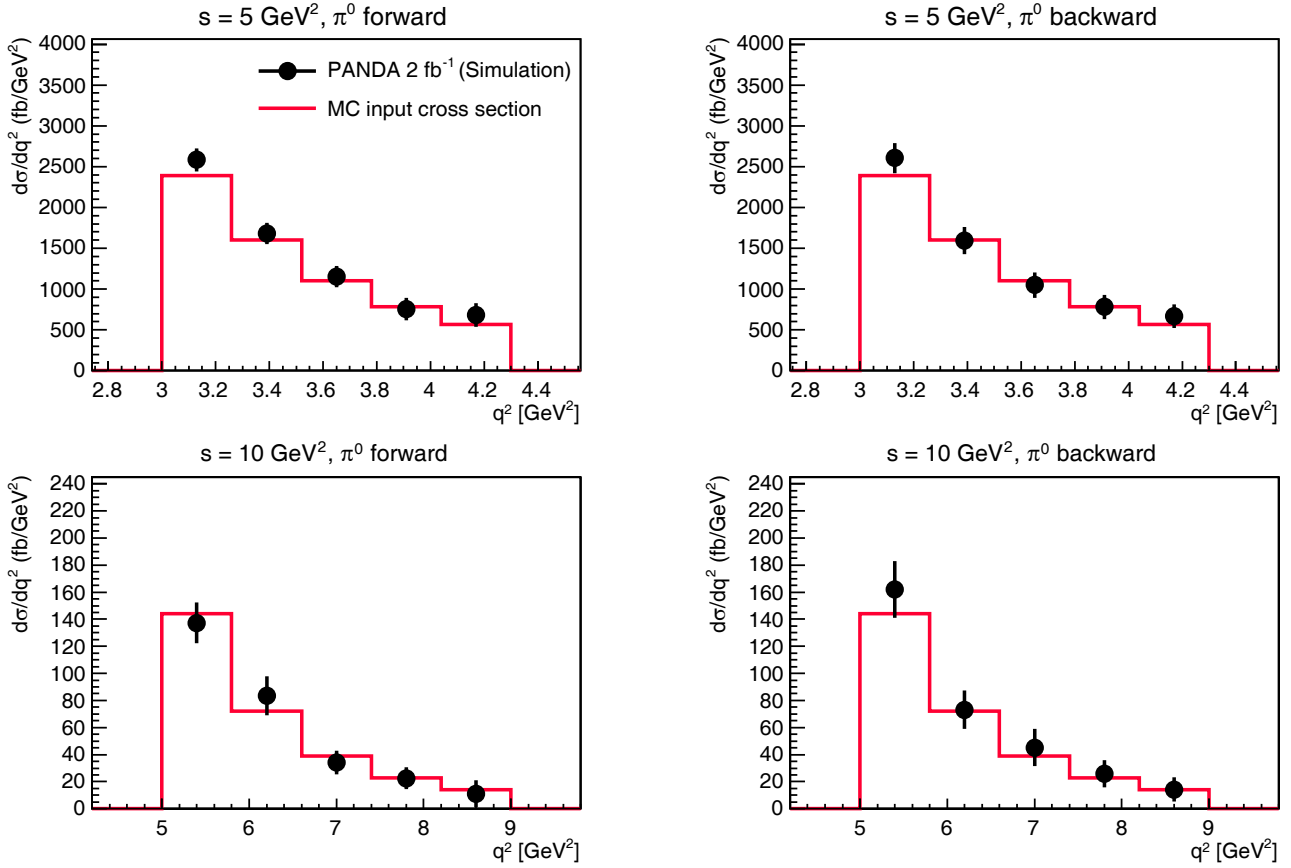 s = 5 GeV², π⁰ forward
dσ/dq² (fb/GeV²)
4000
3500
3000
2500
2000
1500
1000
500
0
PANDA 2 fb⁻¹ (Simulation)
MC input cross section
2.8 3 3.2 3.4 3.6 3.8 4 4.2 4.4
q² [GeV²]
s = 5 GeV², π⁰ backward
dσ/dq² (fb/GeV²)
4000
3500
3000
2500
2000
1500
1000
500
0
2.8 3 3.2 3.4 3.6 3.8 4 4.2 4.4
q² [GeV²]
s = 10 GeV², π⁰ forward
dσ/dq² (fb/GeV²)
240
220
200
180
160
140
120
100
80
60
40
20
0
5 6 7 8 9
q² [GeV²]
s = 10 GeV², π⁰ backward
dσ/dq² (fb/GeV²)
240
220
200
180
160
140
120
100
80
60
40
20
0
5 6 7 8 9
q² [GeV²]